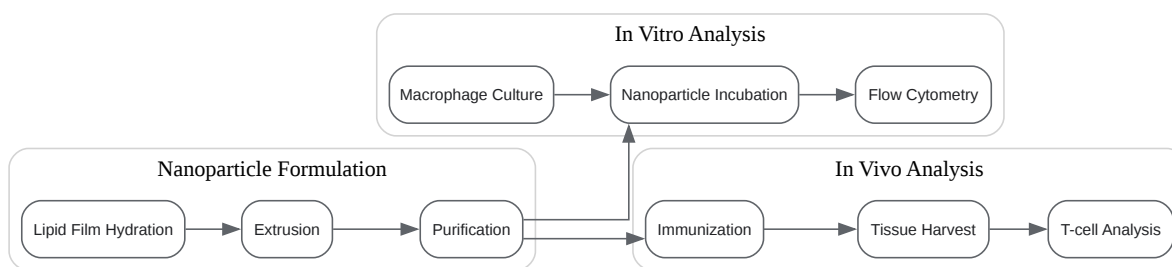 In Vitro Analysis
Macrophage Culture
Nanoparticle Incubation
Flow Cytometry
Nanoparticle Formulation
Lipid Film Hydration
Extrusion
Purification
In Vivo Analysis
Immunization
Tissue Harvest
T-cell Analysis